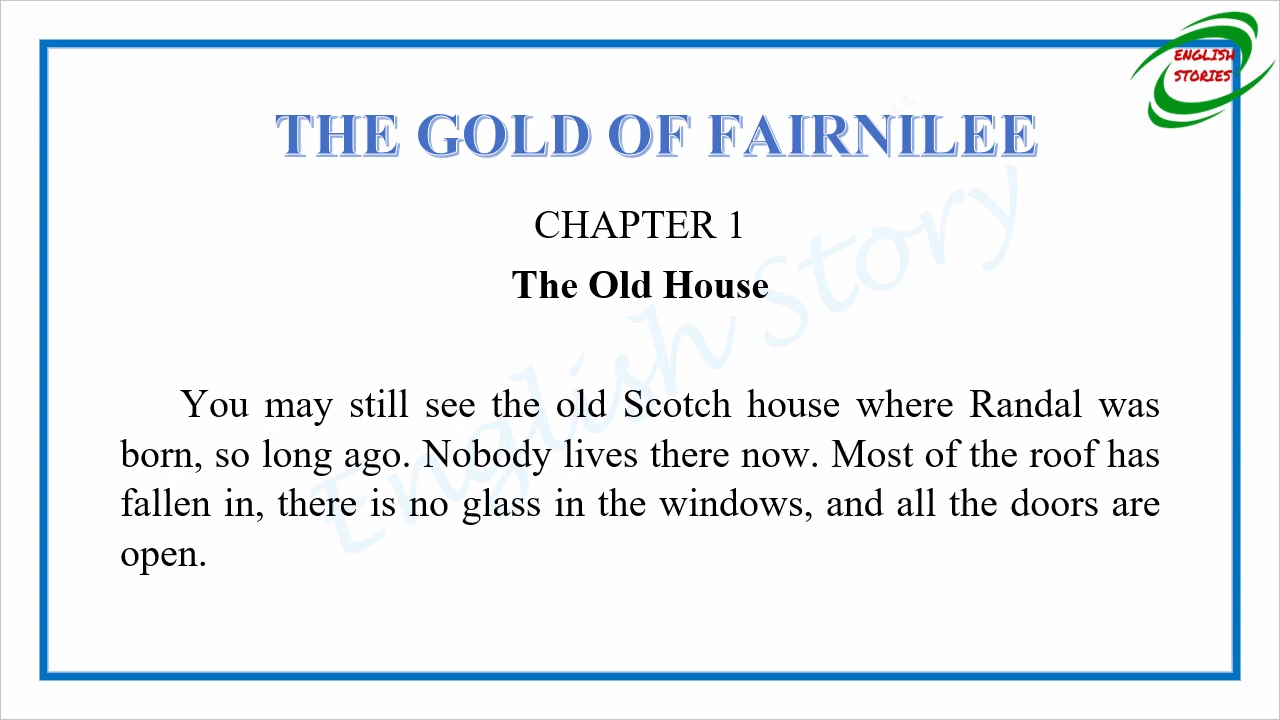 ENGLISH
STORIES
THE GOLD OF FAIRNILEE
CHAPTER 1
The Old House
You may still see the old Scotch house where Randal was
born, so long ago. Nobody lives there now. Most of the roof has
fallen in, there is no glass in the windows, and all the doors are
open.
English Story